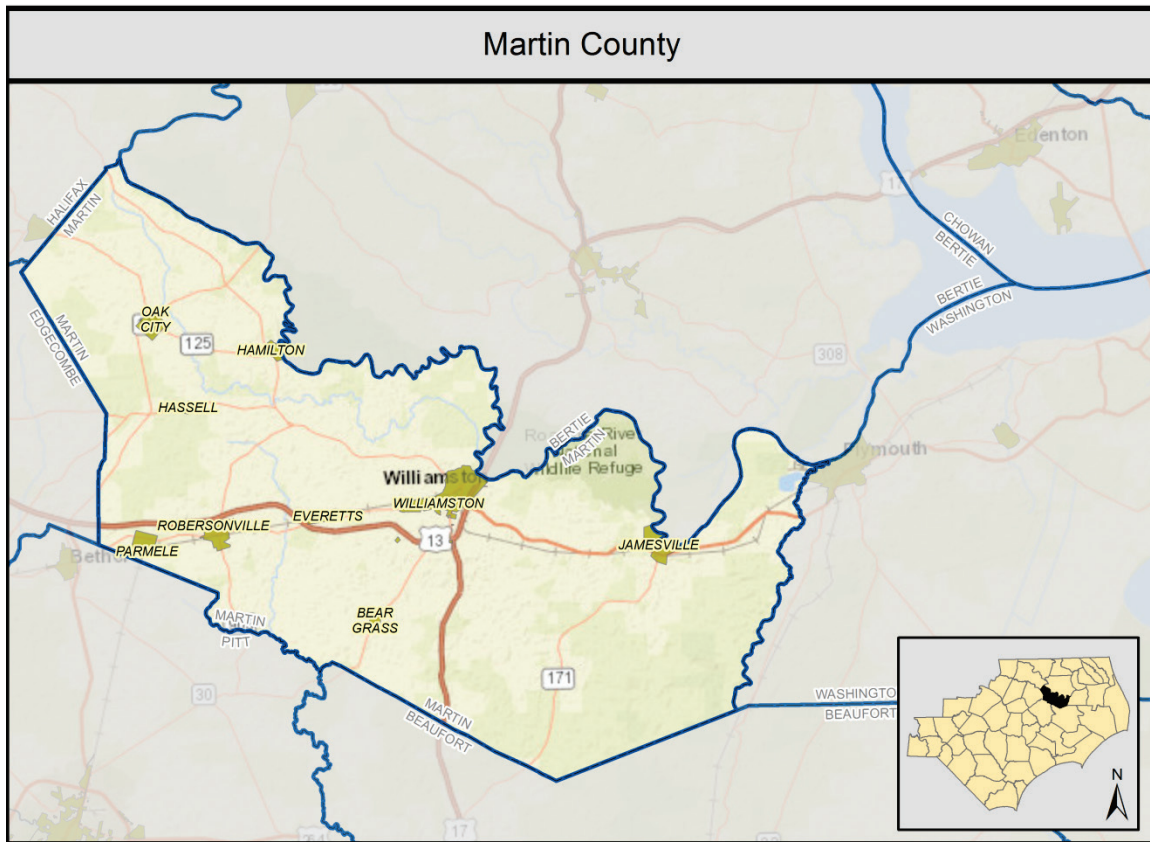 Martin County
Edenton
17
HALIFAX
MARTIN
CHOWAN
BERTIE
BERTIE
WASHINGTON
MARTIN
EDGECOMBE
OAK
CITY
125
HAMILTON
308
HASSELL
BERTIE
MARTIN
Wildlife Refuge
Plymouth
Williamston
WILLIAMSTON
EVERETTS
ROBERSONVILLE
13
PARMELE
JAMESVILLE
BEAR
GRASS
MARTIN
PITT
171
30
MARTIN
BEAUFORT
WASHINGTON
BEAUFORT
17
N